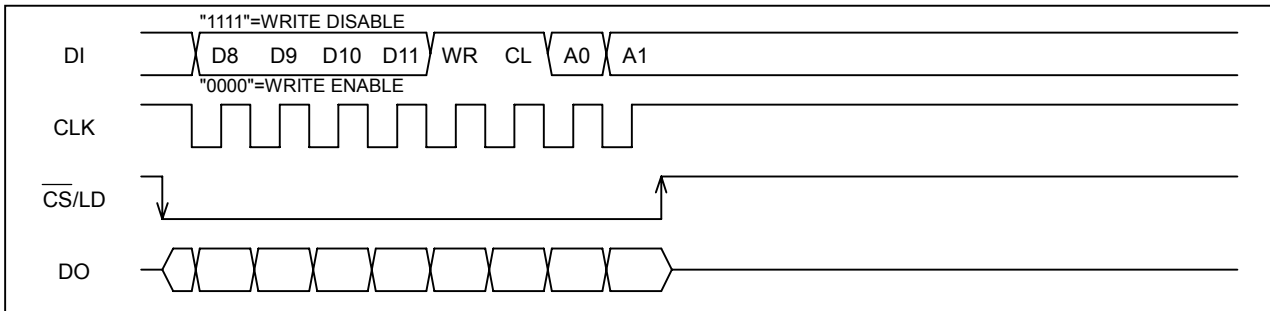 "1111"=WRITE DISABLE
DI D8 D9 D10 D11 WR CL A0 A1
"0000"=WRITE ENABLE
CLK
CS/LD
DO